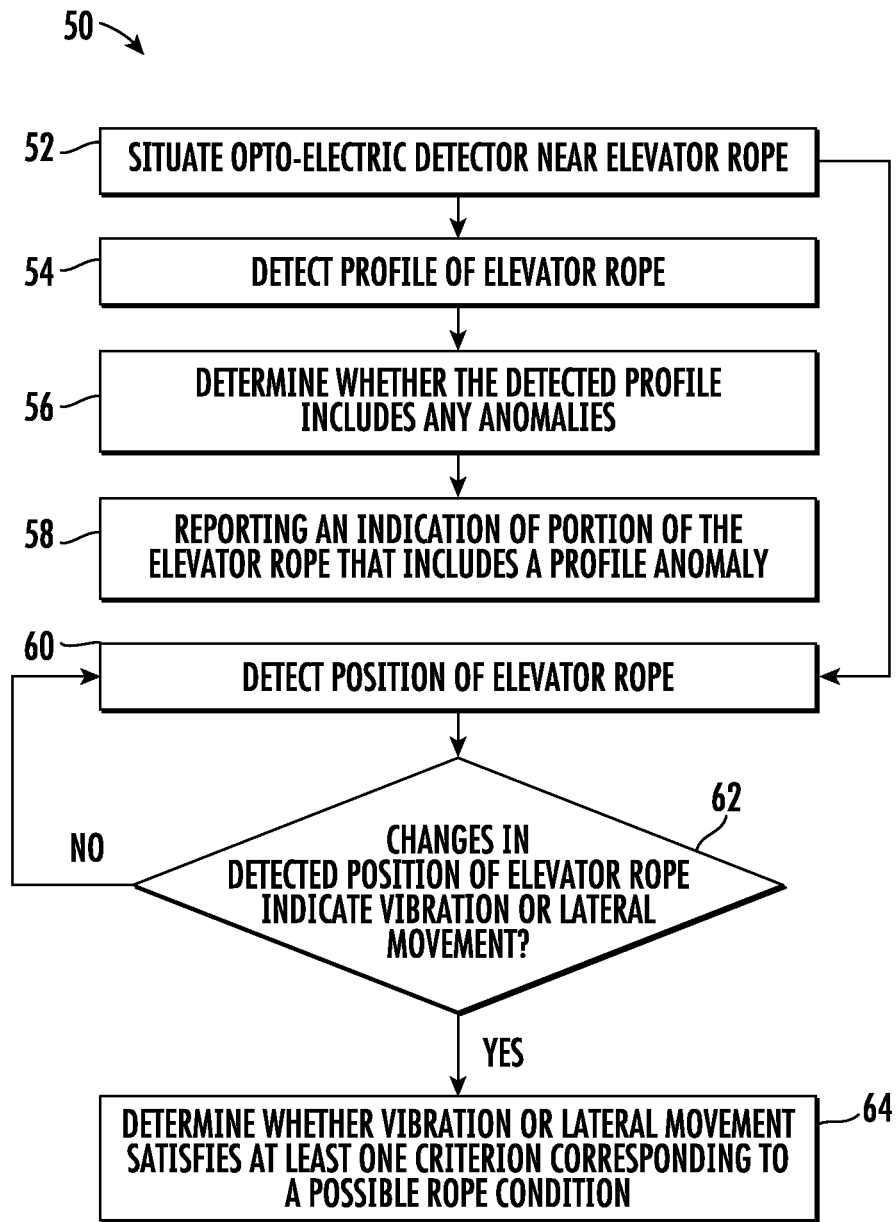 50
52
SITUATE OPTO-ELECTRIC DETECTOR NEAR ELEVATOR ROPE
54
DETECT PROFILE OF ELEVATOR ROPE
56
DETERMINE WHETHER THE DETECTED PROFILE
INCLUDES ANY ANOMALIES
58
REPORTING AN INDICATION OF PORTION OF THE
ELEVATOR ROPE THAT INCLUDES A PROFILE ANOMALY
60
DETECT POSITION OF ELEVATOR ROPE
62
NO
CHANGES IN
DETECTED POSITION OF ELEVATOR ROPE
INDICATE VIBRATION OR LATERAL
MOVEMENT?
YES
DETERMINE WHETHER VIBRATION OR LATERAL MOVEMENT
SATISFIES AT LEAST ONE CRITERION CORRESPONDING TO
A POSSIBLE ROPE CONDITION
64